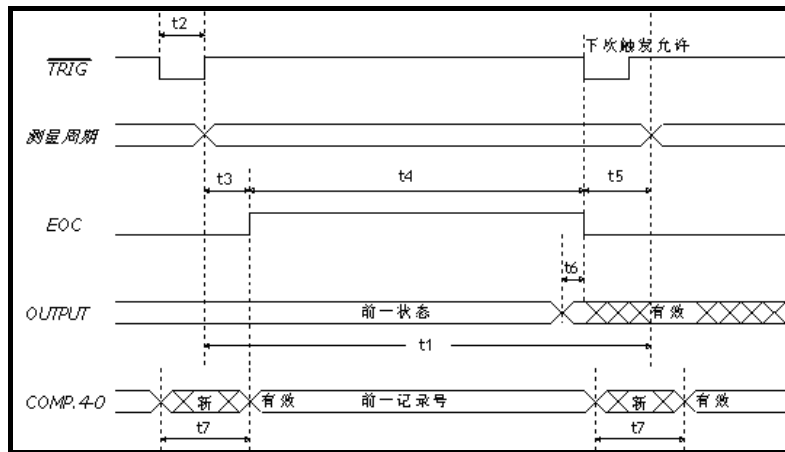 t2
下次触发允许
TRIG
测量周期
t3 t4 t5
EOC
t6
OUTPUT 前一状态 有效
t1
COMP.4-0 新 有效 前一记录号 新 有效
t7 t7